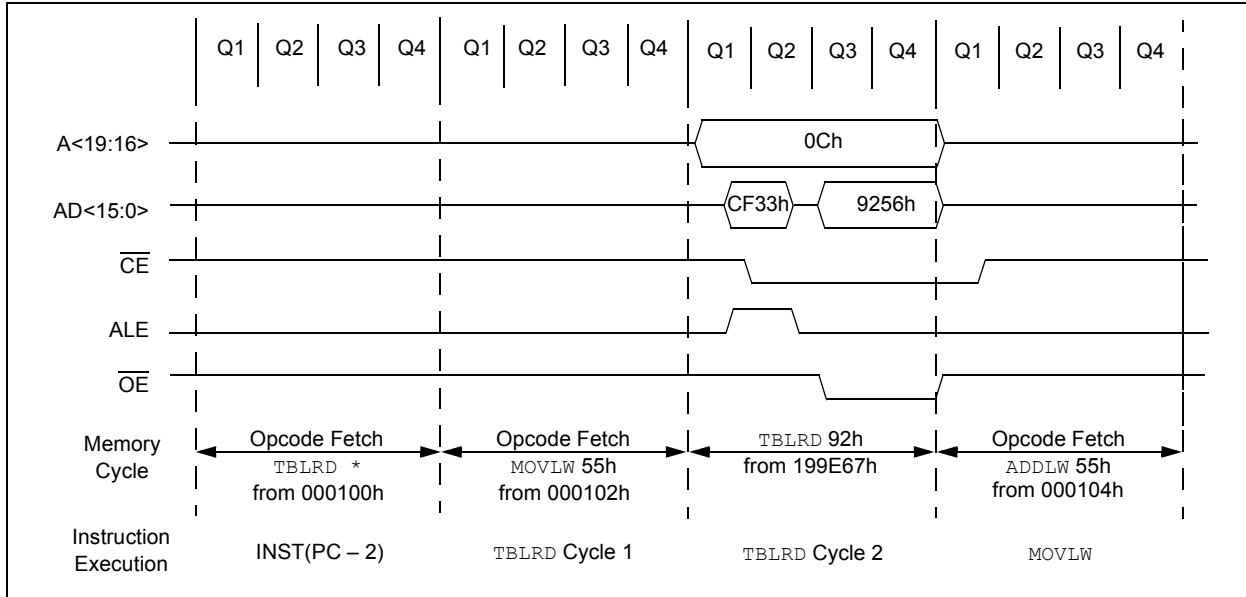 Q1 Q2 Q3 Q4 Q1 Q2 Q3 Q4 Q1 Q2 Q3 Q4 Q1 Q2 Q3 Q4
A<19:16>
0Ch
AD<15:0>
CF33h
9256h
CE
ALE
OE
Memory
Cycle
Opcode Fetch
TBLRD *
from 000100h
Opcode Fetch
MOVLW 55h
from 000102h
TBLRD 92h
from 199E67h
Opcode Fetch
ADDLW 55h
from 000104h
Instruction
Execution
INST(PC – 2)
TBLRD Cycle 1
TBLRD Cycle 2
MOVLW